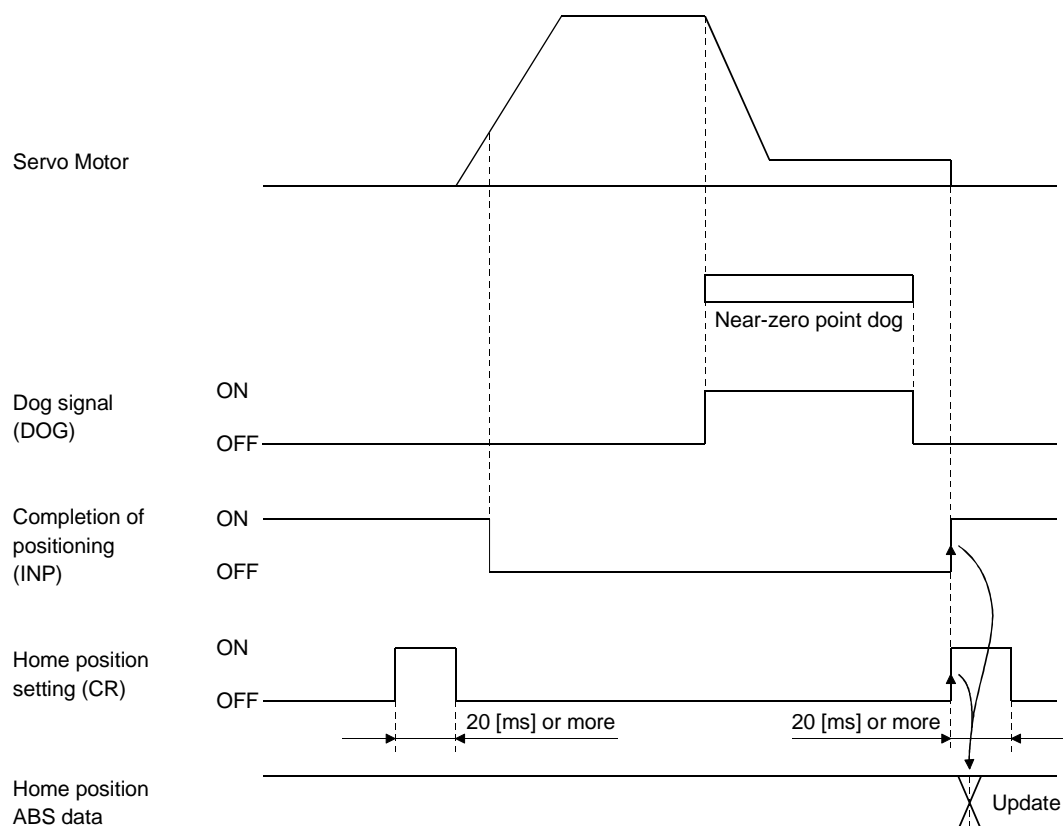 Servo Motor
Near-zero point dog
Dog signal
(DOG)
ON
OFF
Completion of
positioning
(INP)
ON
OFF
Home position
setting (CR)
ON
OFF
20 [ms] or more
20 [ms] or more
Home position
ABS data
Update